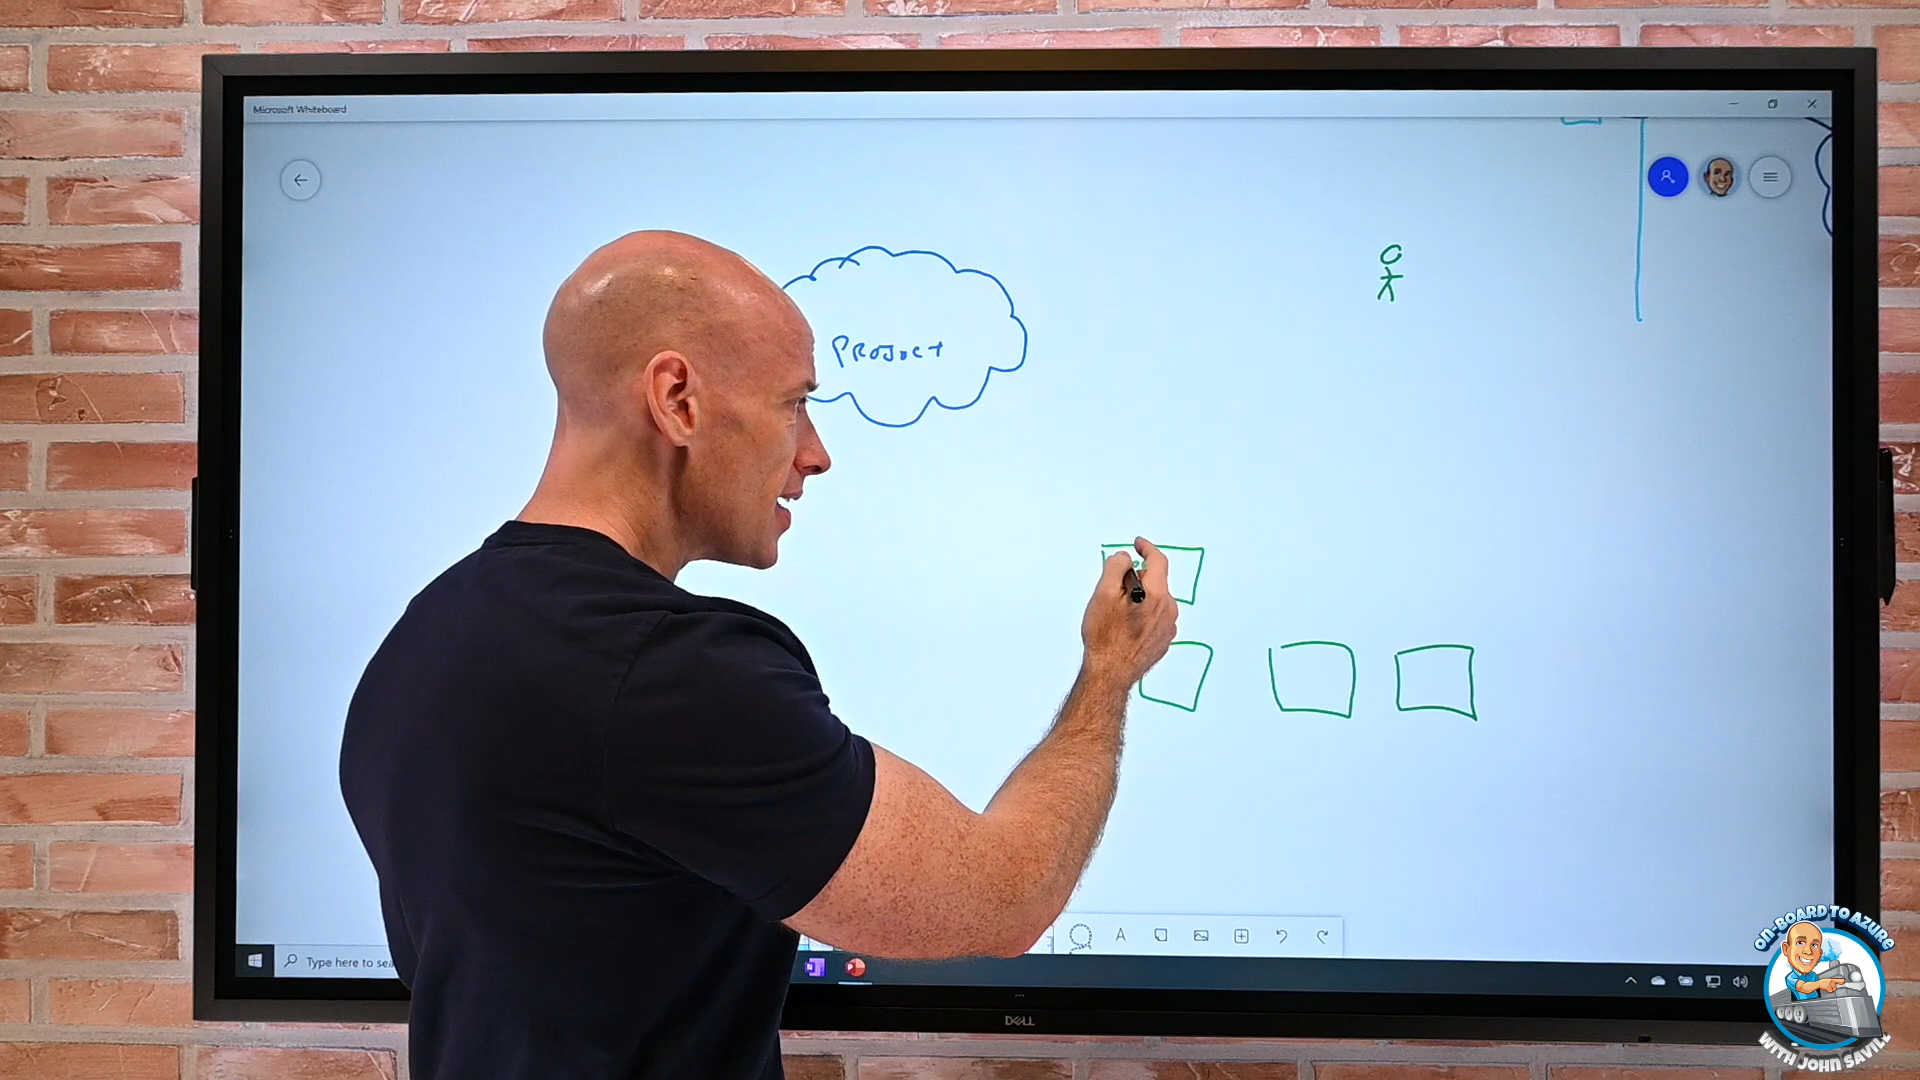 Microsoft Whiteboard
PROJECT
A
Type here to sea
DELL
ON-BOARD TO AZURE
WITH JOHN SAVILL